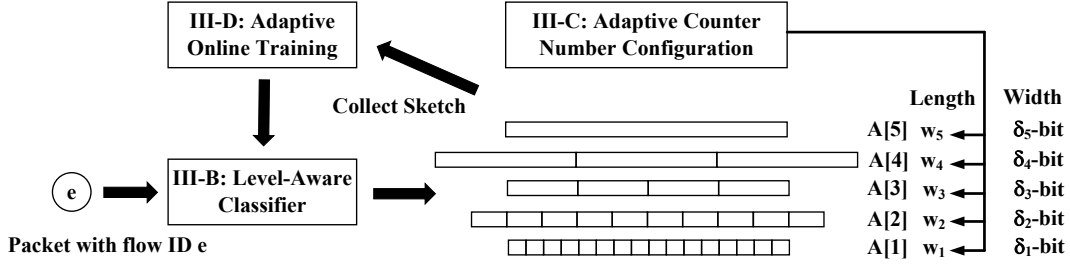 III-D: Adaptive
Online Training
III-C: Adaptive Counter
Number Configuration
Collect Sketch
Length Width
A[5] w₅ δ₅-bit
A[4] w₄ δ₄-bit
A[3] w₃ δ₃-bit
A[2] w₂ δ₂-bit
A[1] w₁ δ₁-bit
e
III-B: Level-Aware
Classifier
Packet with flow ID e